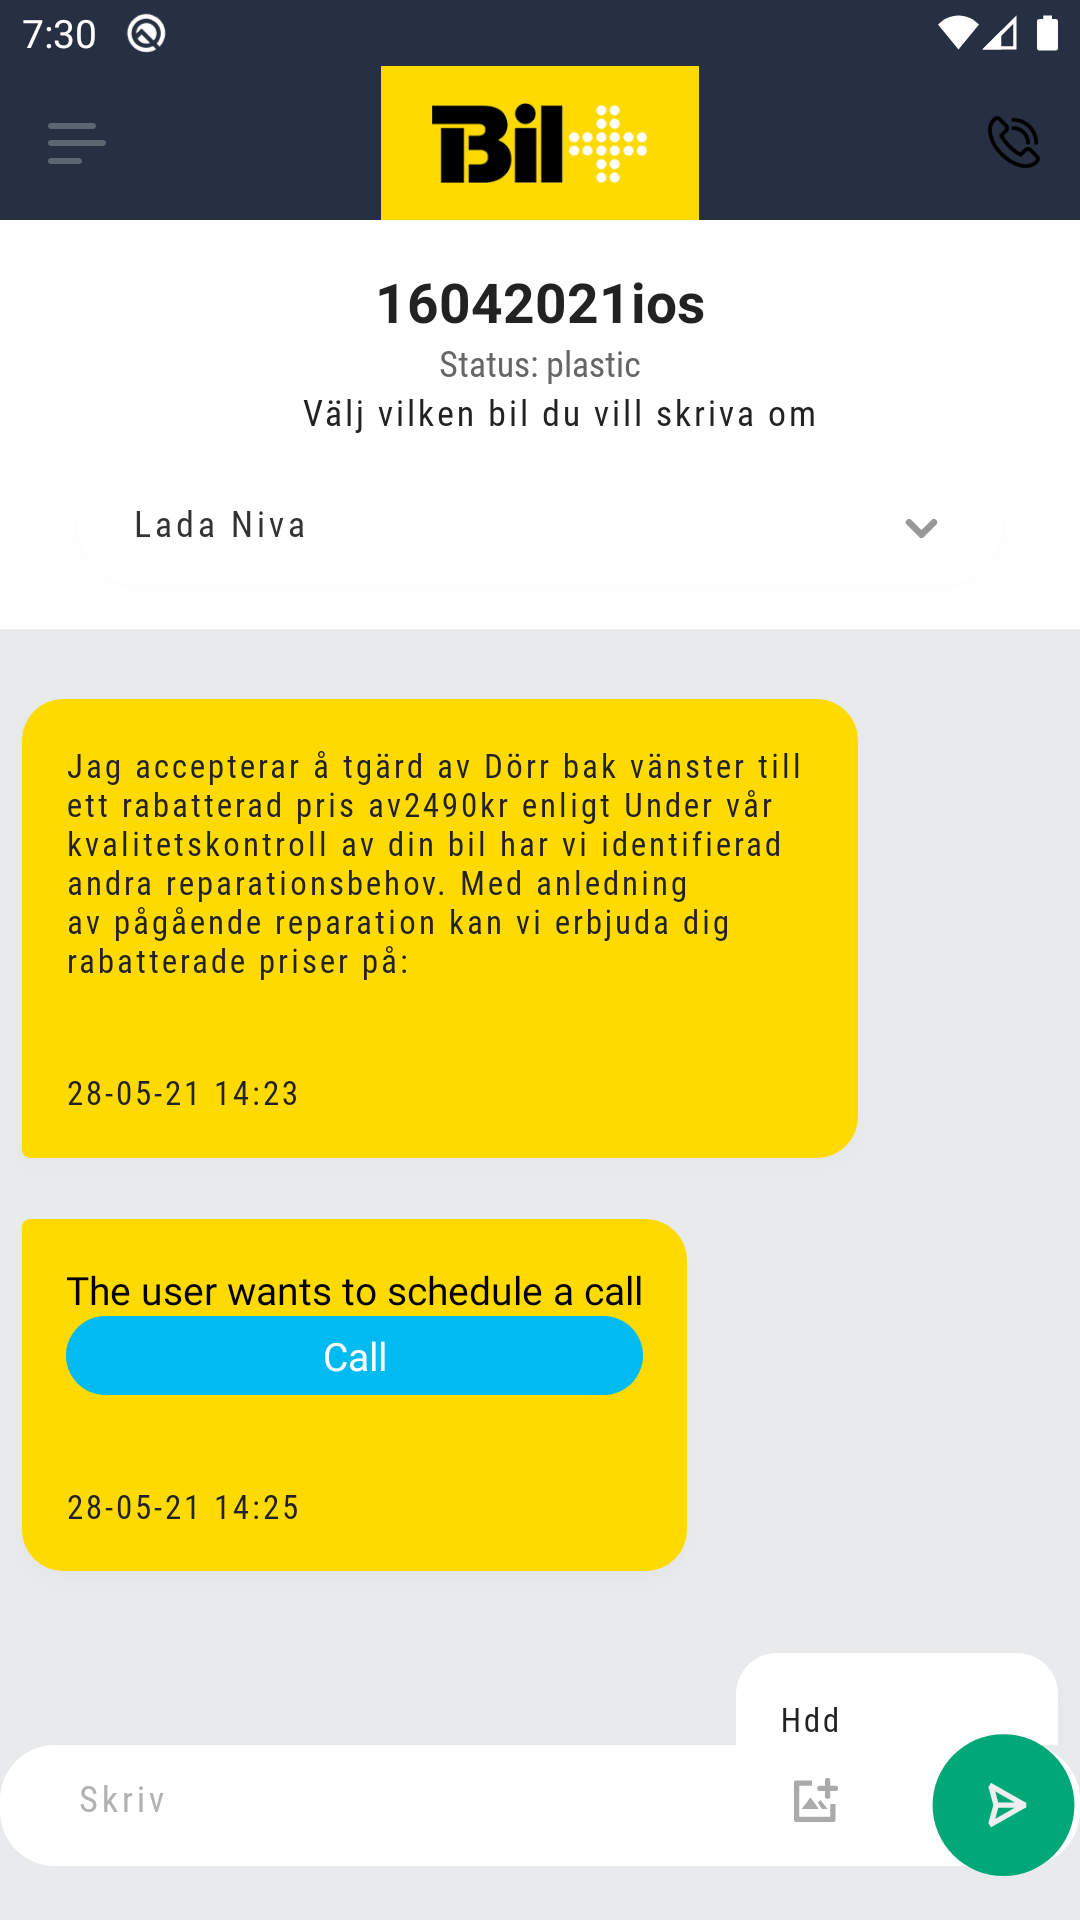 7:30
Bil
16042021ios
Status: plastic
Välj vilken bil du vill skriva om
Lada Niva
Jag accepterar å tgärd av Dörr bak vänster till
ett rabatterad pris av2490kr enligt Under vår
kvalitetskontroll av din bil har vi identifierad
andra reparationsbehov. Med anledning
av pågående reparation kan vi erbjuda dig
rabatterade priser på:
28-05-21 14:23
The user wants to schedule a call
Call
28-05-21 14:25
Hdd
Skriv